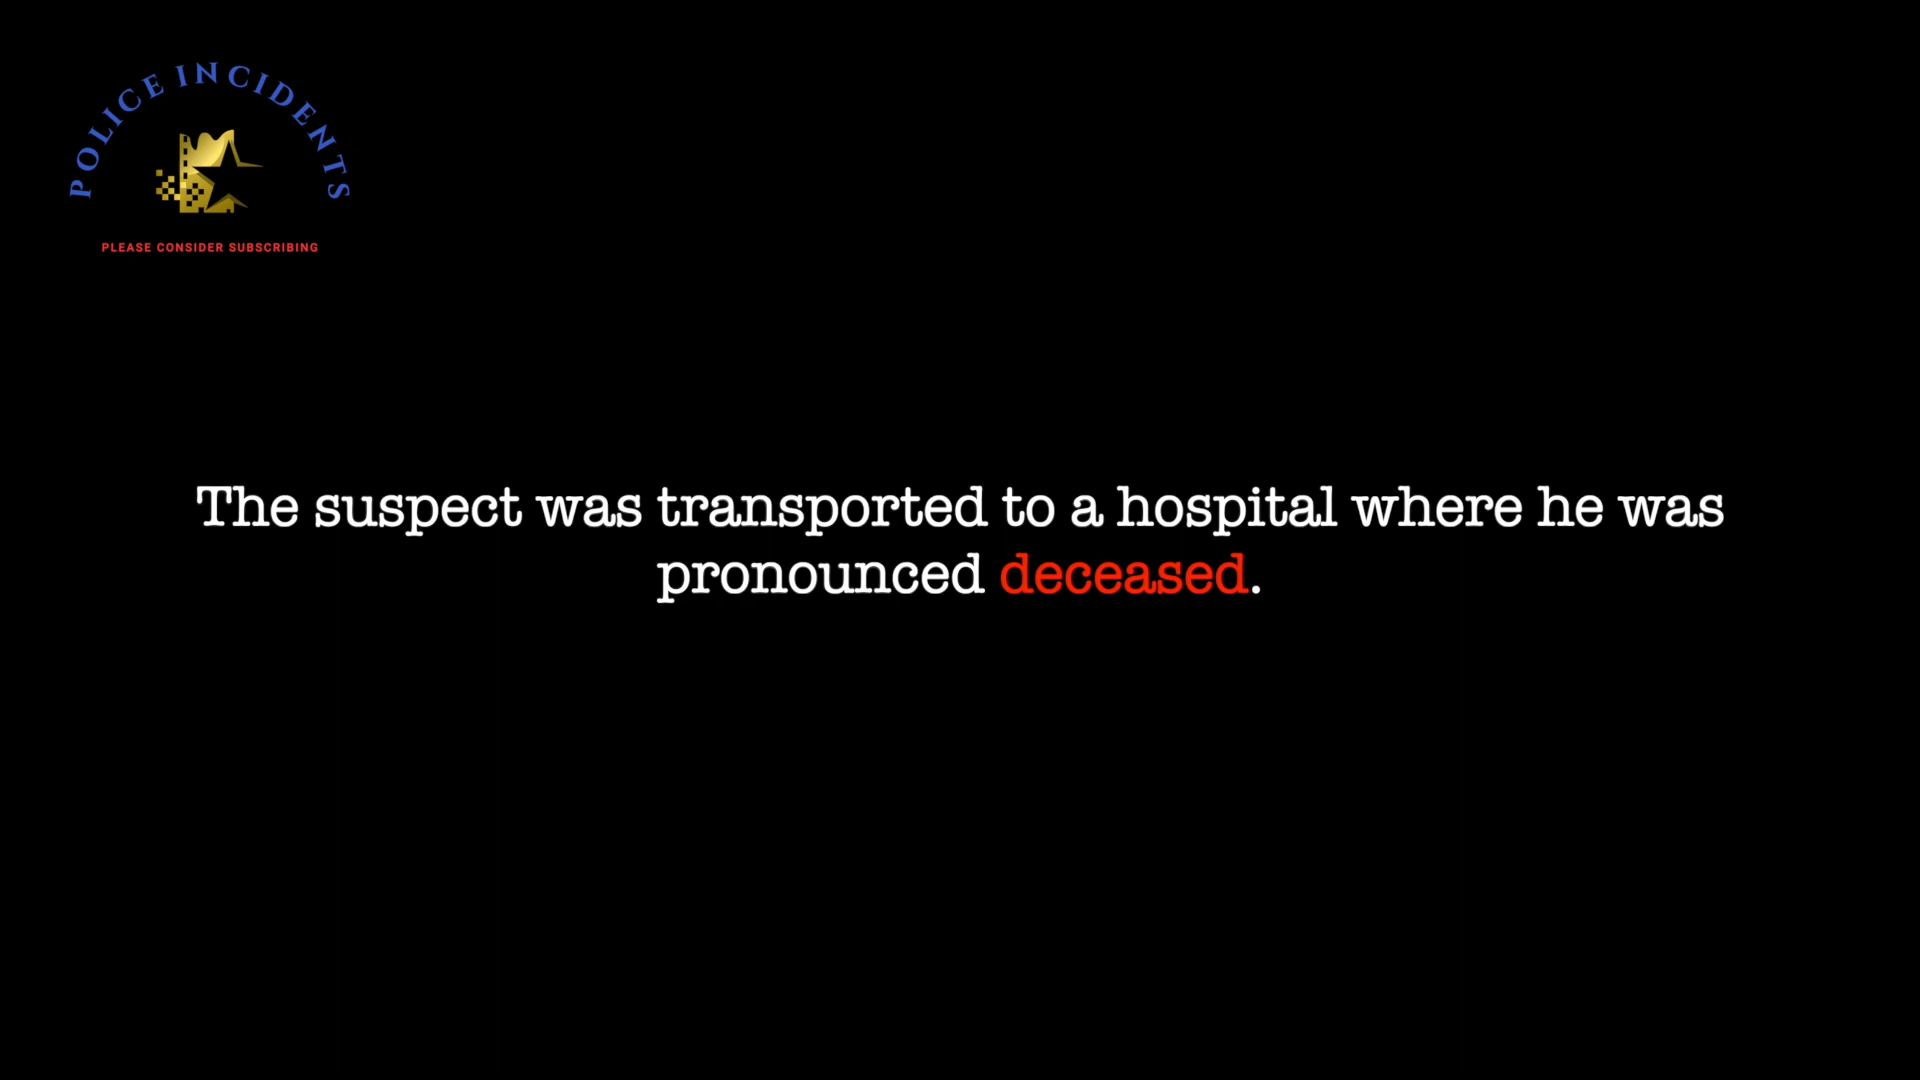 POLICE INCIDENTS
PLEASE CONSIDER SUBSCRIBING
The suspect was transported to a hospital where he was
pronounced deceased.